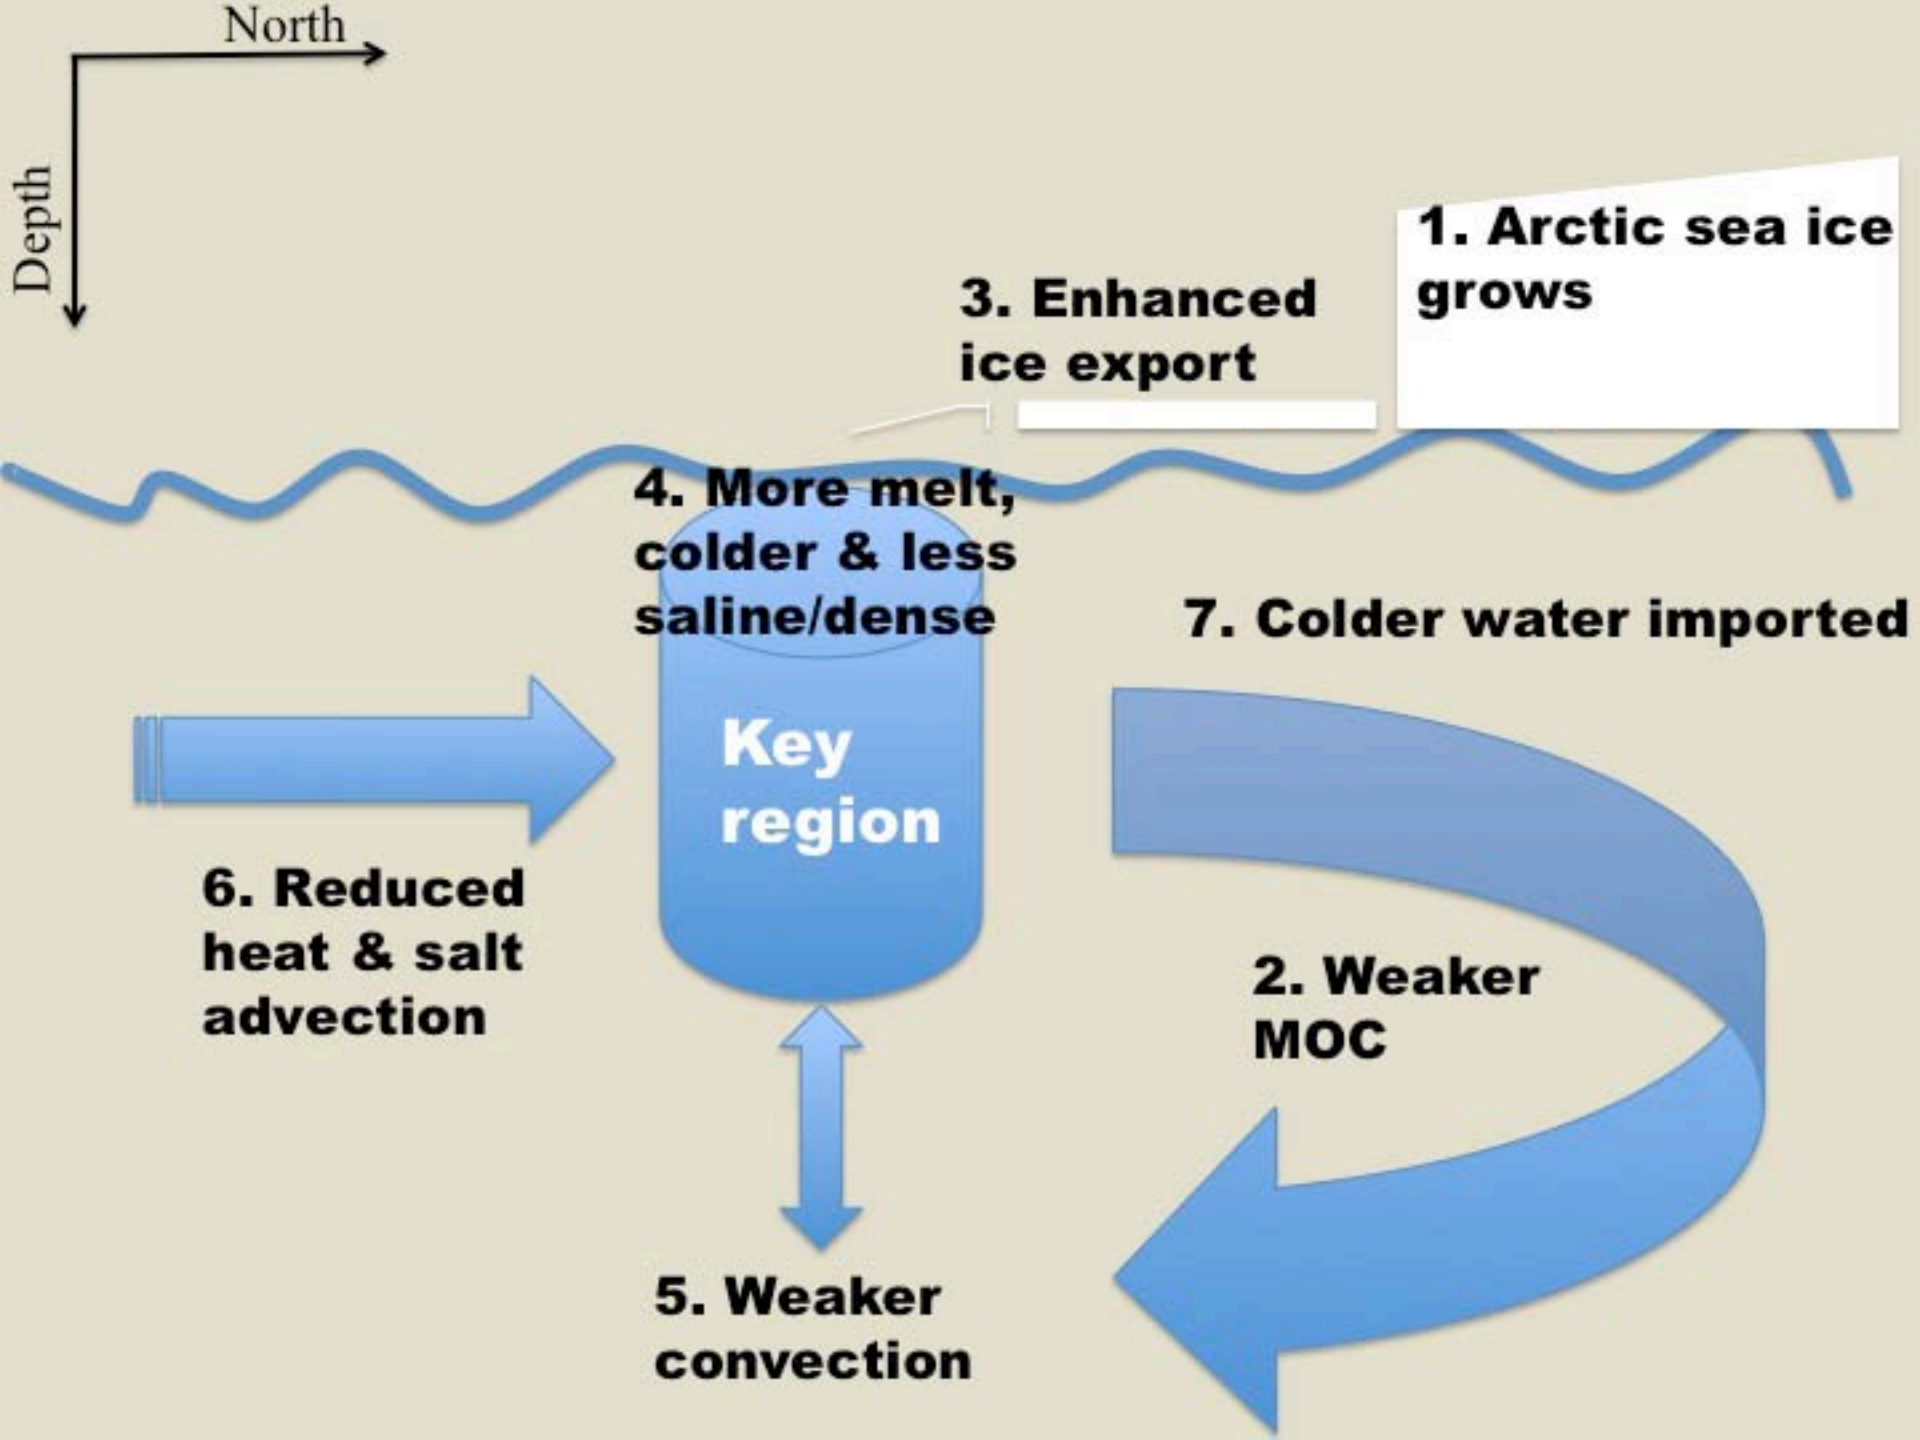 North
Depth
1. Arctic sea ice
grows
3. Enhanced
ice export
4. More melt,
colder & less
saline/dense
7. Colder water imported
Key
region
6. Reduced
heat & salt
advection
2. Weaker
MOC
5. Weaker
convection